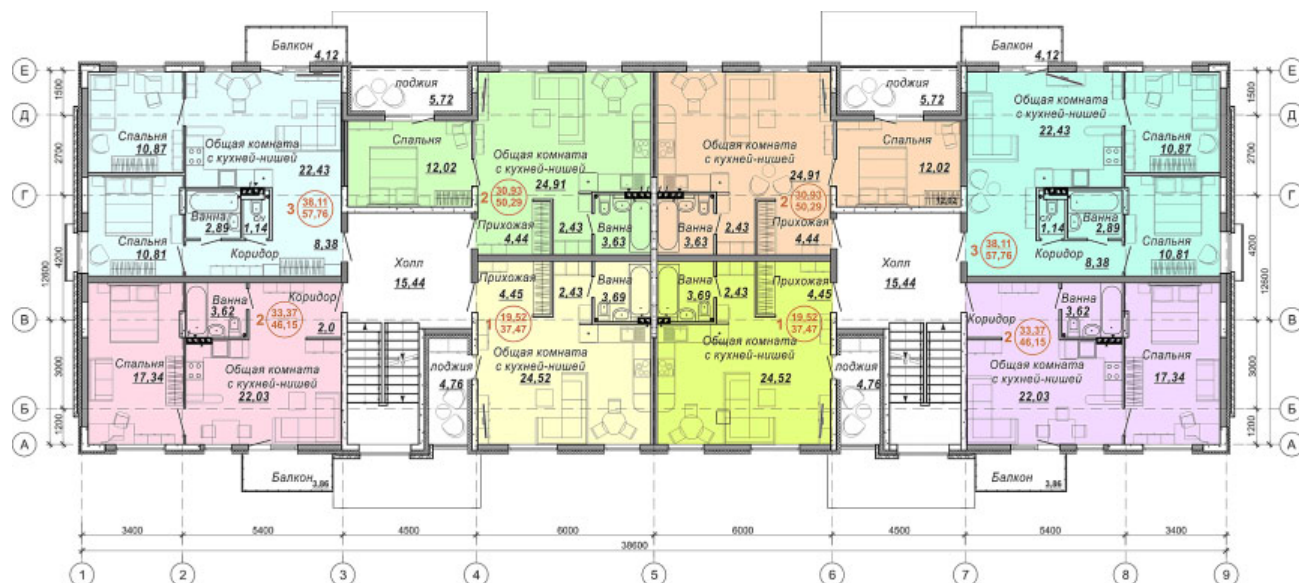 Балкон
4,12
Балкон
4,12
Е
Е
1500
1500
лоджия
5,72
лоджия
5,72
Д
Д
Спальня
10,87
Общая комната
с кухней-нишей
22,43
Спальня
12,02
Общая комната
с кухней-нишей
24,91
Общая комната
с кухней-нишей
24,91
Спальня
12,02
12,02
Общая комната
с кухней-нишей
22,43
Спальня
10,87
2700
2700
Г
Г
Ванна
2,89
с/у
1,14
3
38,11
57,76
2
30,93
50,29
2
30,93
50,29
с/у
1,14
Ванна
2,89
3
38,11
57,76
Спальня
10,81
Коридор
8,38
Прихожая
4,44
2,43
Ванна
3,63
Ванна
3,63
2,43
Прихожая
4,44
Коридор
8,38
Спальня
10,81
4200
4200
12600
12600
Холл
15,44
Холл
15,44
Ванна
3,62
Коридор
2,0
Прихожая
4,45
2,43
Ванна
3,69
Ванна
3,69
2,43
Прихожая
4,45
Коридор
Ванна
3,62
В
В
2
33,37
46,15
1
19,52
37,47
1
19,52
37,47
2
33,37
46,15
Спальня
17,34
Общая комната
с кухней-нишей
22,03
лоджия
4,76
Общая комната
с кухней-нишей
24,52
Общая комната
с кухней-нишей
24,52
лоджия
4,76
Общая комната
с кухней-нишей
22,03
Спальня
17,34
3000
3000
Б
Б
1200
1200
А
А
Балкон
3,86
Балкон
3,86
3400
5400
4500
6000
6000
4500
5400
3400
38600
1
2
3
4
5
6
7
8
9